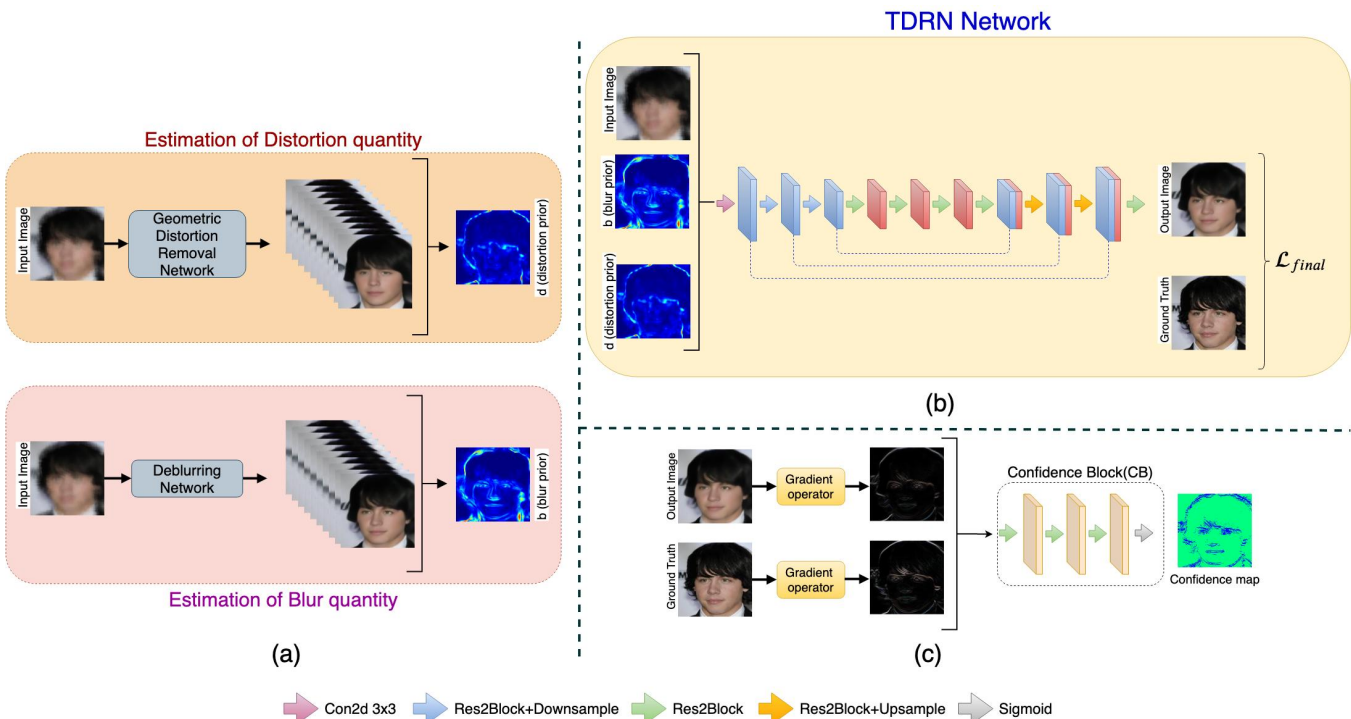 Estimation of Distortion quantity
Input Image
Geometric
Distortion
Removal
Network
d (distortion prior)
Input Image
Deblurring
Network
b (blur prior)
Estimation of Blur quantity
(a)
TDRN Network
Input Image
b (blur prior)
d (distortion prior)
Output Image
Ground Truth
ℒfinal
(b)
Output Image
Gradient
operator
Ground Truth
Gradient
operator
Confidence Block(CB)
Confidence map
(c)
Con2d 3x3
Res2Block+Downsample
Res2Block
Res2Block+Upsample
Sigmoid